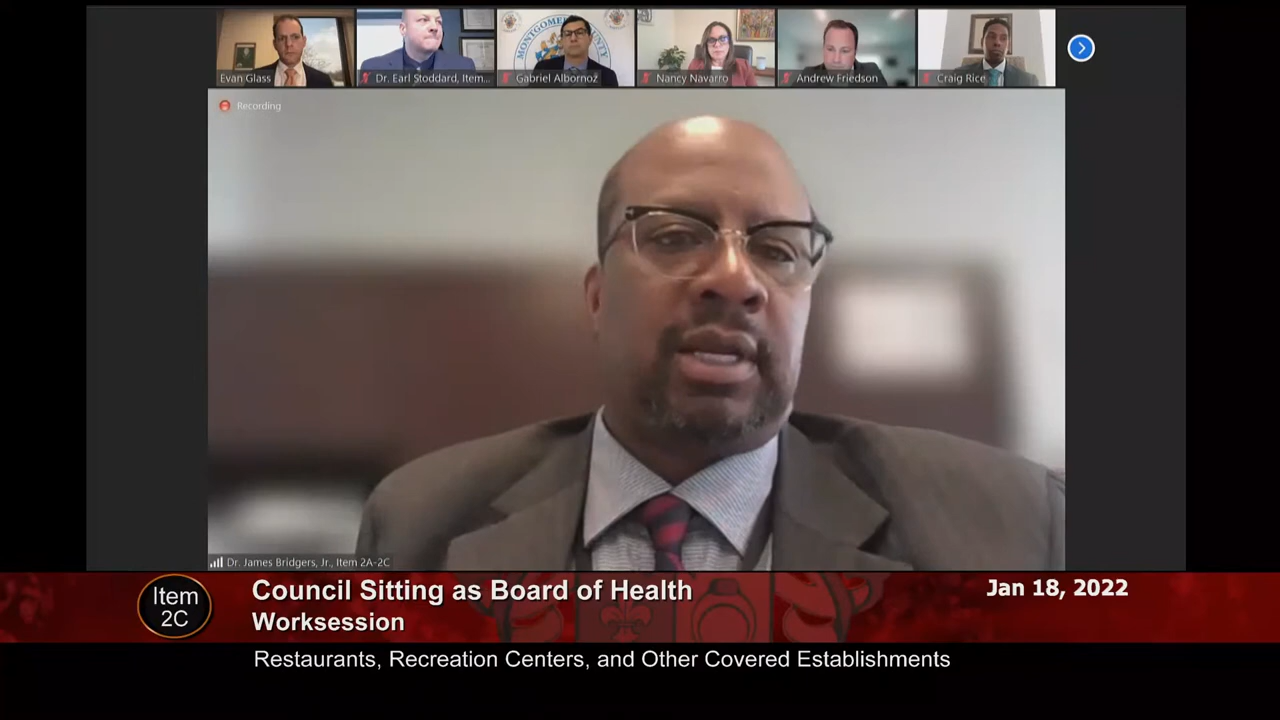 MONTGOMERY COUNTY
Evan Glass
Dr. Earl Stoddard, Item...
Gabriel Albornoz
Nancy Navarro
Andrew Friedson
Craig Rice
Recording
Dr. James Bridgers, Jr., Item 2A-2C
Item
2C
Council Sitting as Board of Health
Worksession
Jan 18, 2022
Restaurants, Recreation Centers, and Other Covered Establishments